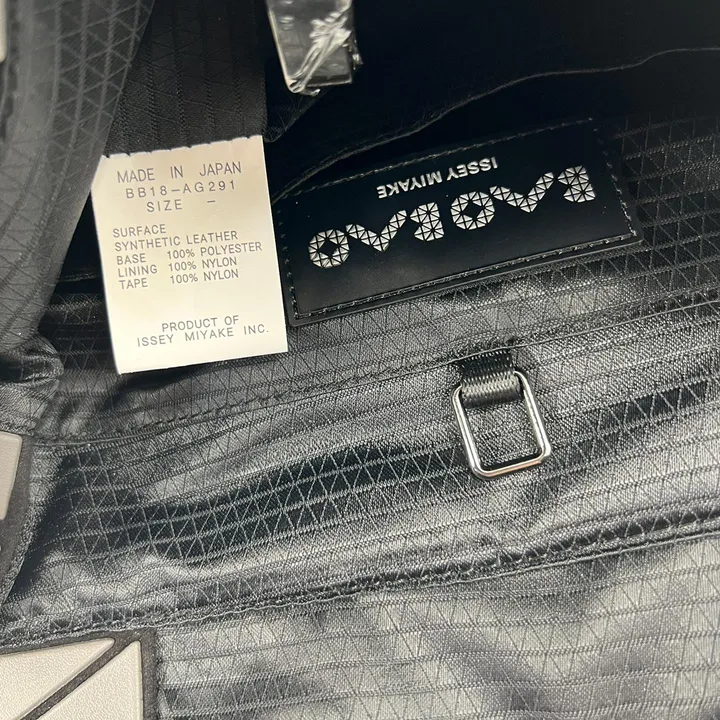 MADE IN JAPAN
BB18-AG291
SIZE -
SURFACE
SYNTHETIC LEATHER
BASE 100% POLYESTER
LINING 100% NYLON
TAPE 100% NYLON
PRODUCT OF
ISSEY MIYAKE INC.
BAOBAO
ISSEY MIYAKE